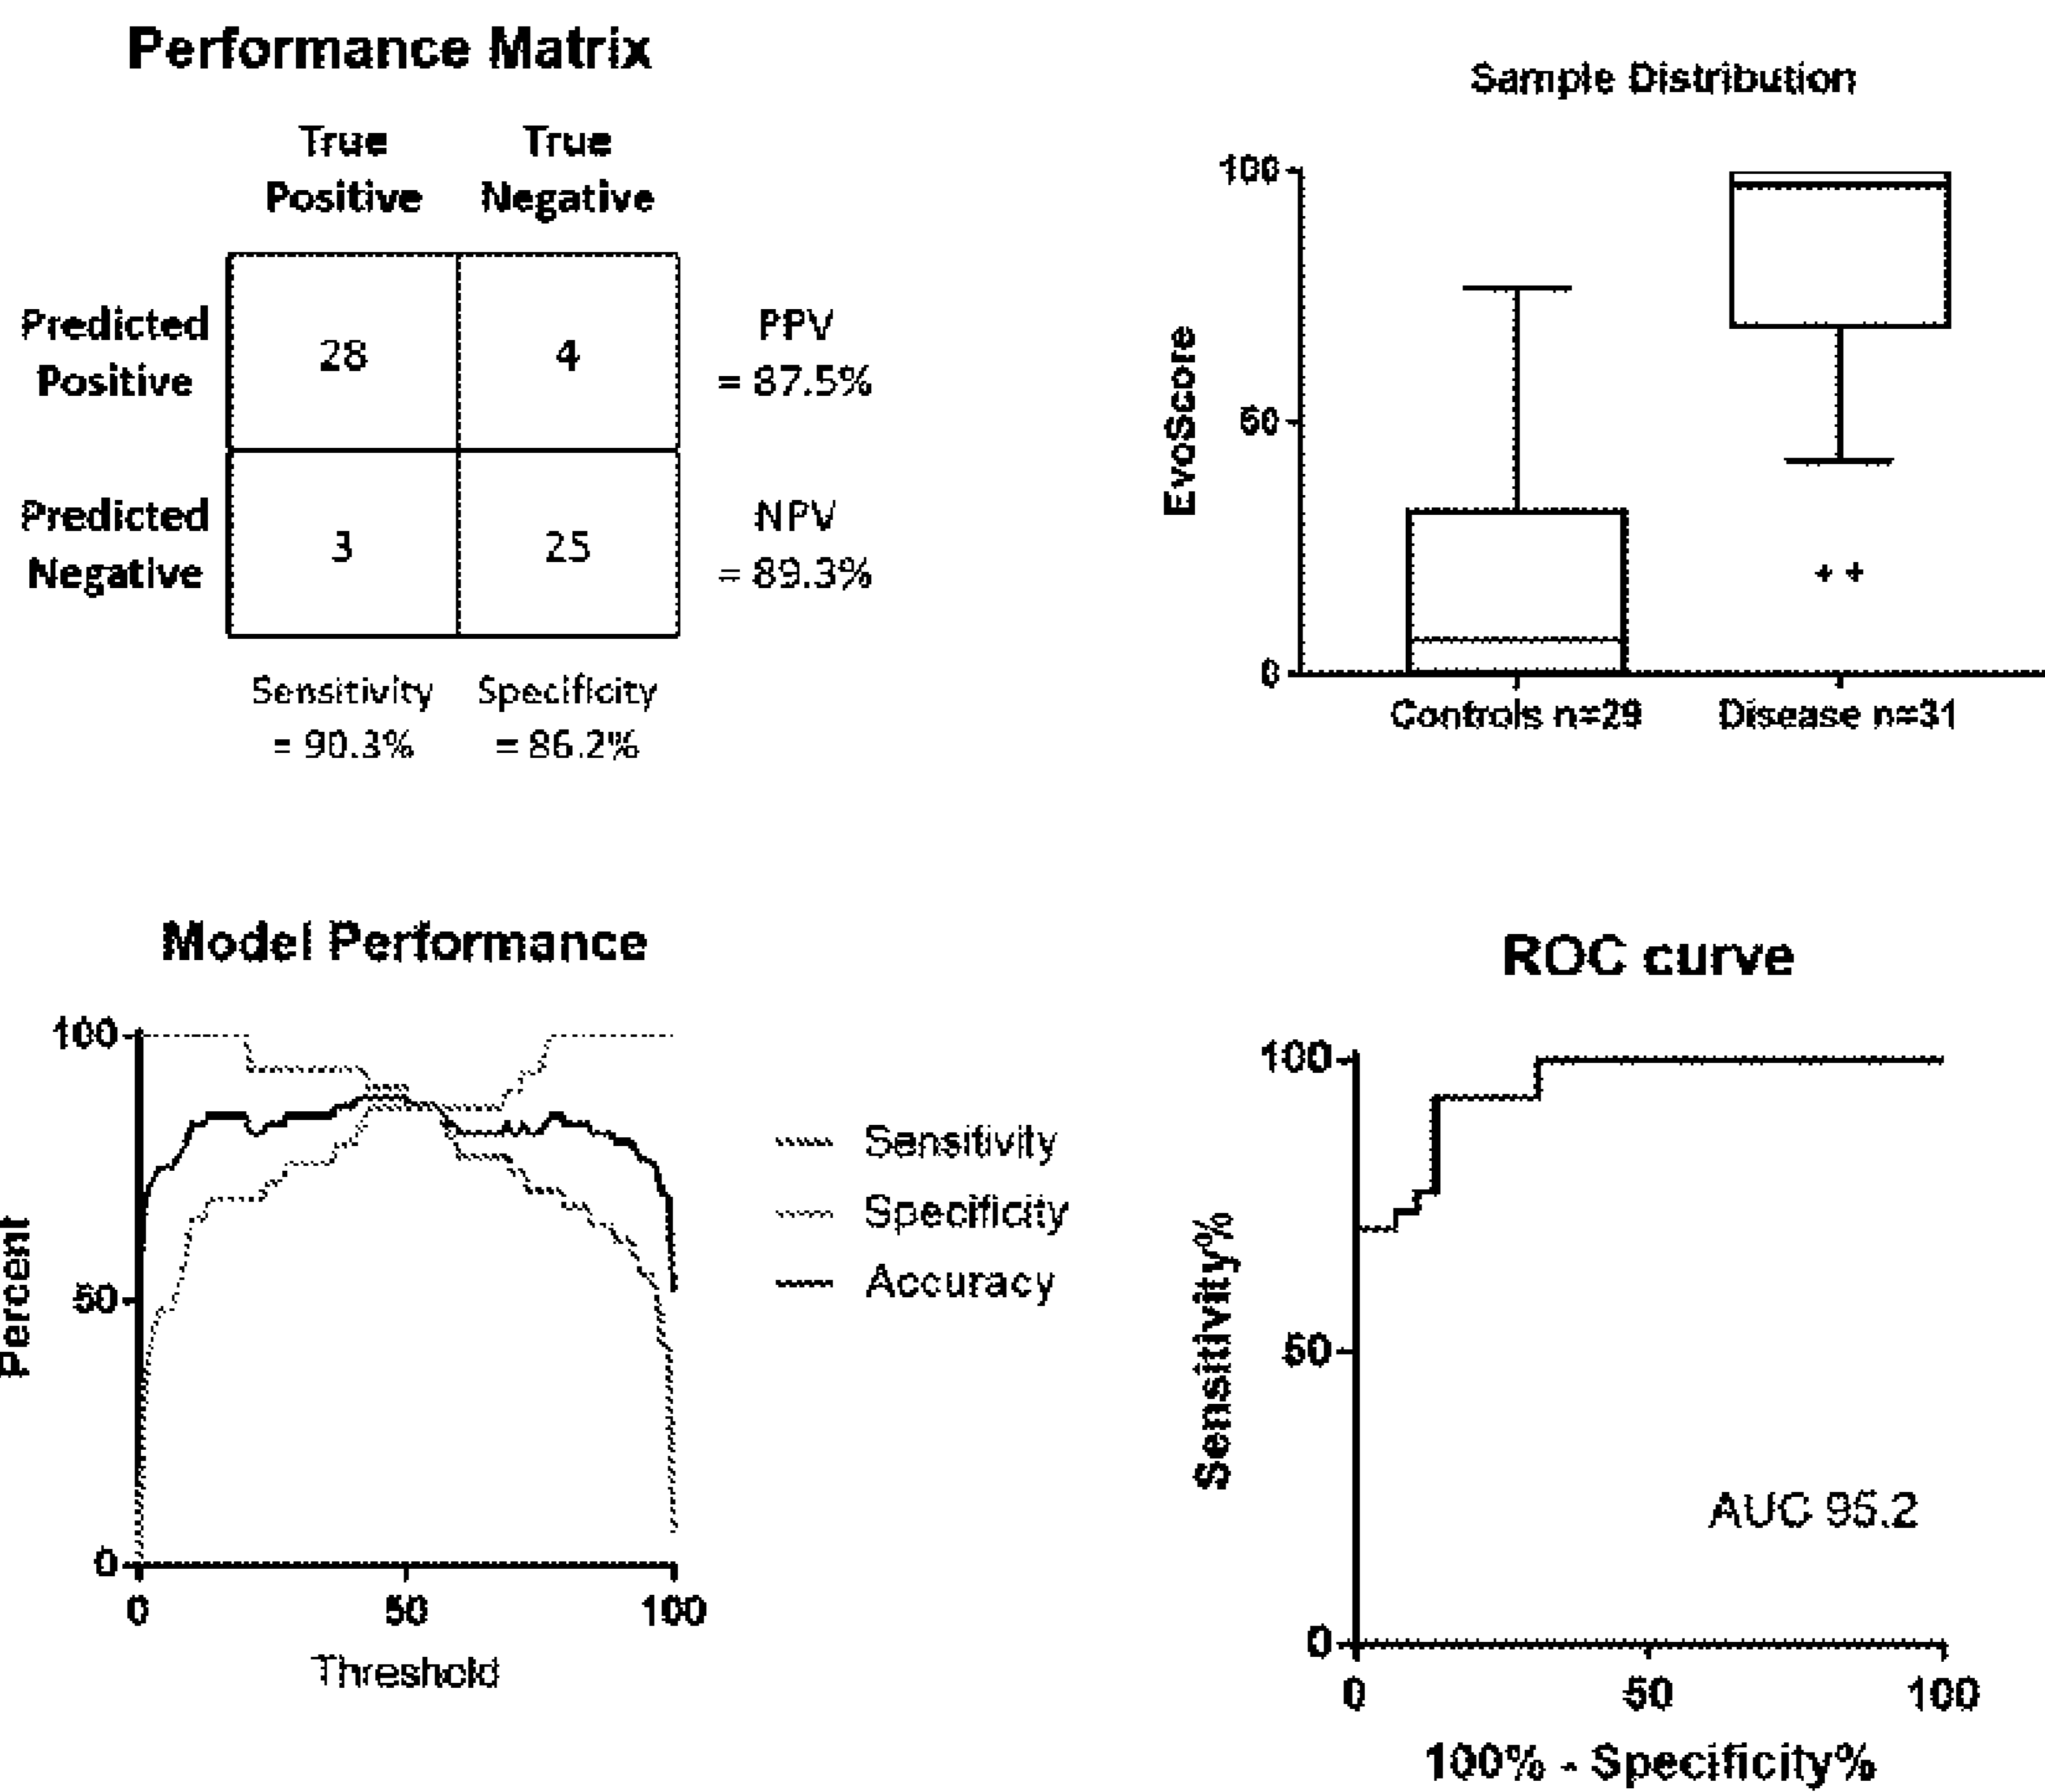 Performance Matrix
True Positive
True Negative
Predicted Positive
28
4
PPV = 87.5%
Predicted Negative
3
25
NPV = 89.3%
Sensitivity = 90.3%
Specificity = 86.2%
Sample Distribution
EvoScore
100
50
0
Controls n=29
Disease n=31
Model Performance
Percent
100
50
0
0
50
100
Threshold
Sensitivity
Specificity
Accuracy
ROC curve
Sensitivity%
100
50
0
AUC 95.2
0
50
100
100% - Specificity%